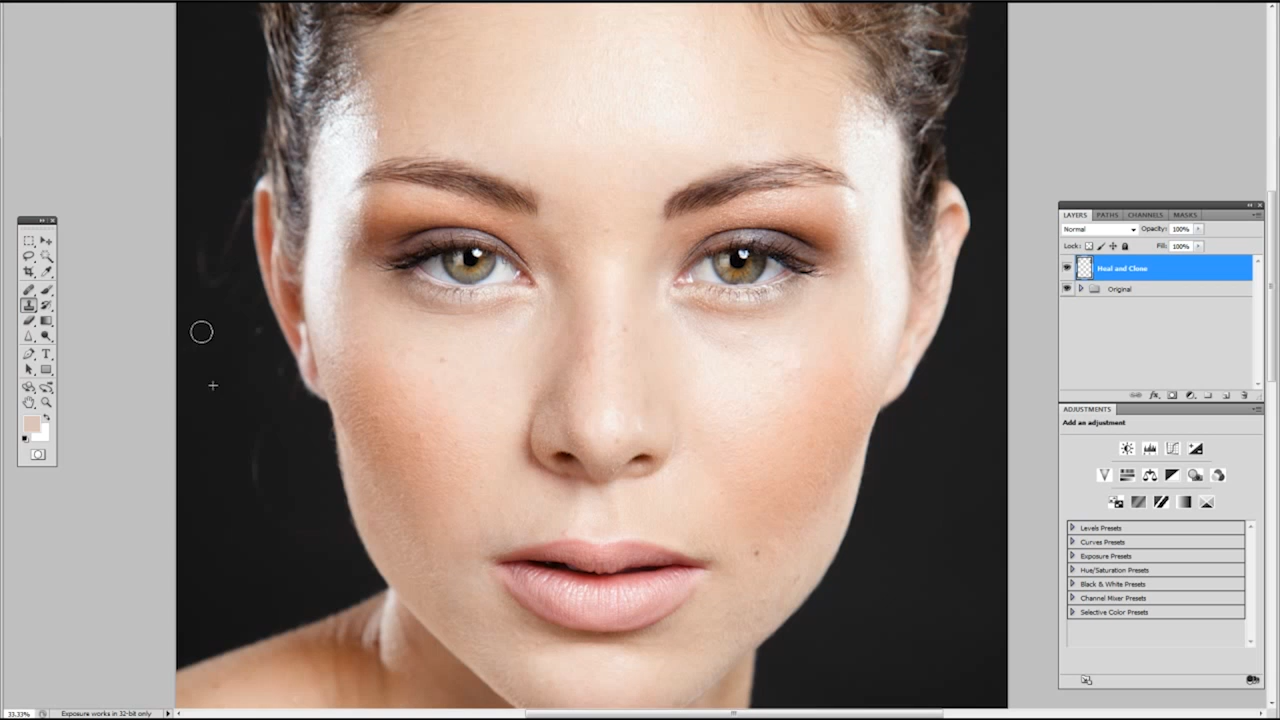 LAYERS PATHS CHANNELS MASKS
Normal Opacity: 100%
Lock: Fill: 100%
Heal and Clone
Original
ADJUSTMENTS
Add an adjustment
T
Levels Presets
Curves Presets
Exposure Presets
Hue/Saturation Presets
Black & White Presets
Channel Mixer Presets
Selective Color Presets
33.33% Exposure works in 32-bit only